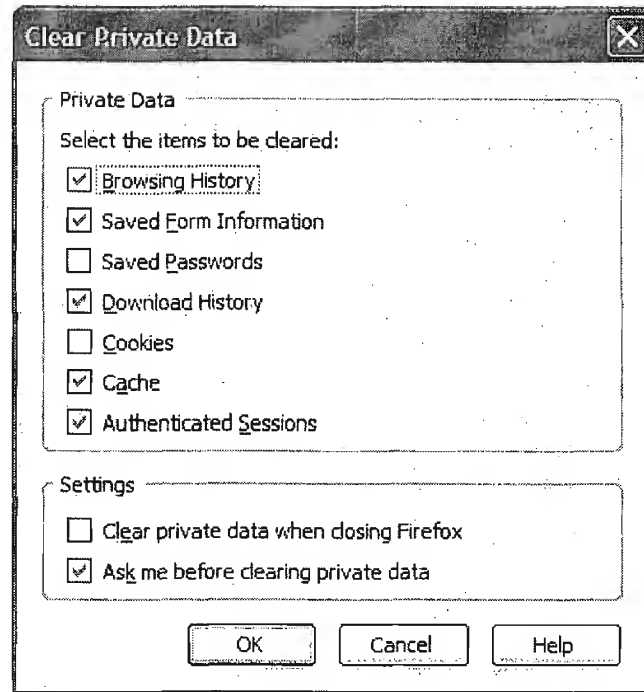 Clear Private Data
Private Data
Select the items to be cleared:
Browsing History
Saved Form Information
Saved Passwords
Download History
Cookies
Cache
Authenticated Sessions
Settings
Clear private data when closing Firefox
Ask me before clearing private data
OK Cancel Help